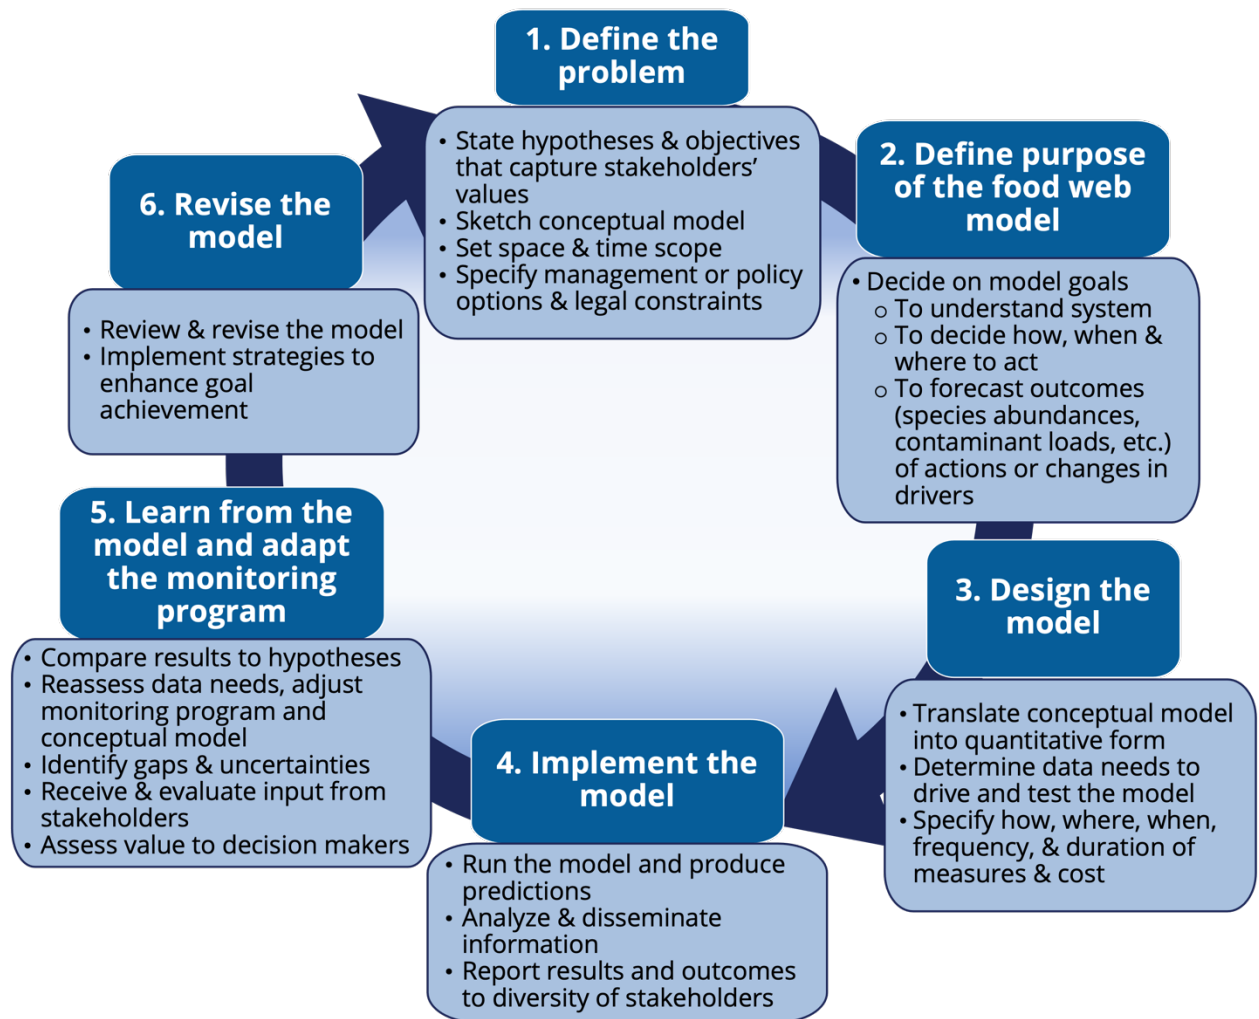 1. Define the
problem
• State hypotheses & objectives
that capture stakeholders’
values
• Sketch conceptual model
• Set space & time scope
• Specify management or policy
options & legal constraints
2. Define purpose
of the food web
model
• Decide on model goals
o To understand system
o To decide how, when &
where to act
o To forecast outcomes
(species abundances,
contaminant loads, etc.)
of actions or changes in
drivers
3. Design the
model
• Translate conceptual model
into quantitative form
• Determine data needs to
drive and test the model
• Specify how, where, when,
frequency, & duration of
measures & cost
4. Implement the
model
• Run the model and produce
predictions
• Analyze & disseminate
information
• Report results and outcomes
to diversity of stakeholders
5. Learn from the
model and adapt
the monitoring
program
• Compare results to hypotheses
• Reassess data needs, adjust
monitoring program and
conceptual model
• Identify gaps & uncertainties
• Receive & evaluate input from
stakeholders
• Assess value to decision makers
6. Revise the
model
• Review & revise the model
• Implement strategies to
enhance goal
achievement